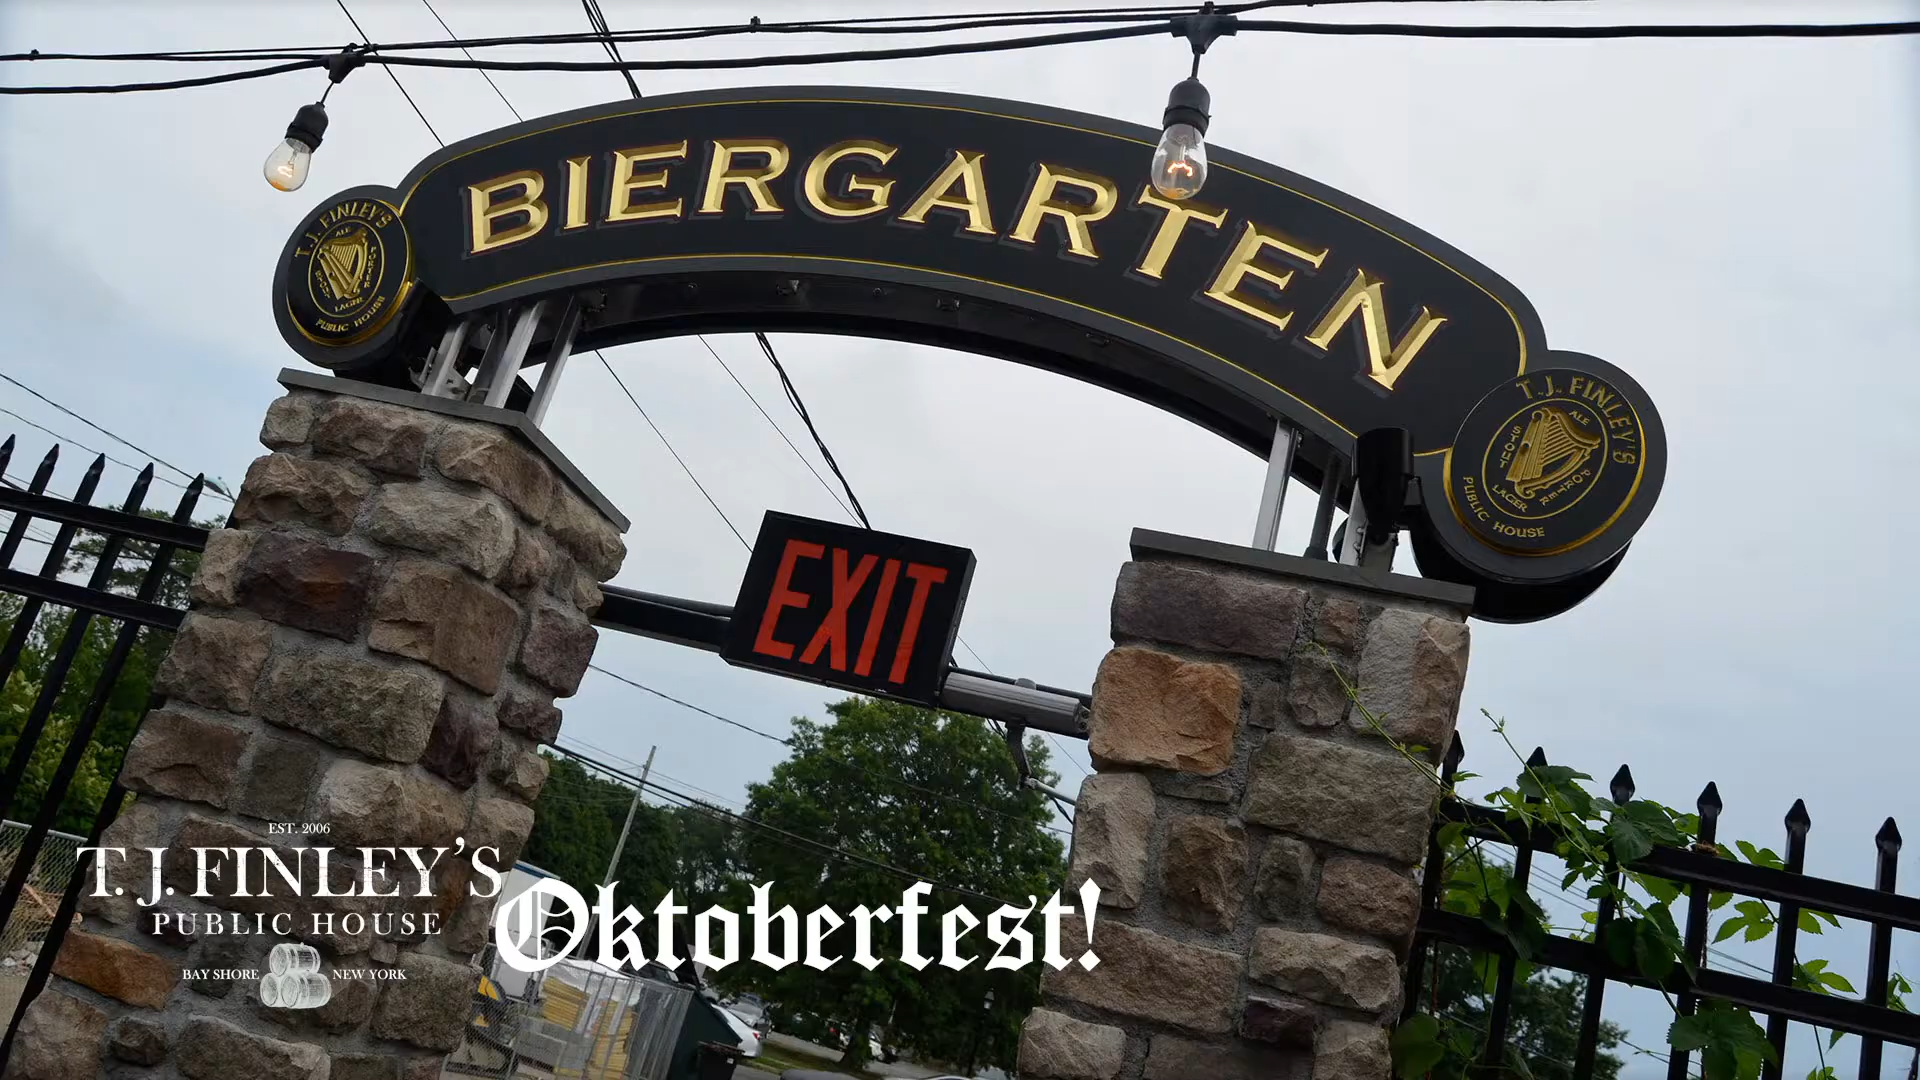 BIERGARTEN
T.J. FINLEY'S
ALE
PORTER
LAGER
STOUT
PUBLIC HOUSE
T.J. FINLEY'S
ALE
PORTER
LAGER
STOUT
PUBLIC HOUSE
EXIT
EST. 2006
T.J. FINLEY'S
PUBLIC HOUSE
BAY SHORE NEW YORK
Oktoberfest!